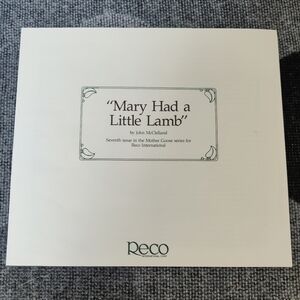 "Mary Had a
Little Lamb"
by John McClelland
Seventh issue in the Mother Goose series for
Reco International
Reco